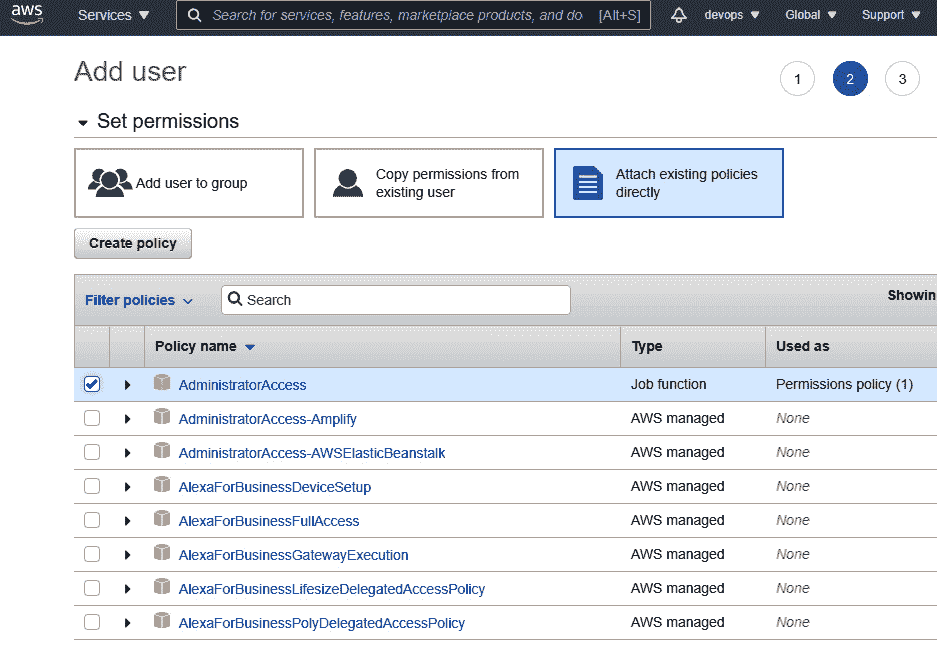 aws Services Search for services, features, marketplace products, and do [Alt+S] devops Global Support
Add user
1 2 3
Set permissions
Add user to group
Copy permissions from
existing user
Attach existing policies
directly
Create policy
Filter policies Search Showin
Policy name Type Used as
AdministratorAccess Job function Permissions policy (1)
AdministratorAccess-Amplify AWS managed None
AdministratorAccess-AWSElasticBeanstalk AWS managed None
AlexaForBusinessDeviceSetup AWS managed None
AlexaForBusinessFullAccess AWS managed None
AlexaForBusinessGatewayExecution AWS managed None
AlexaForBusinessLifesizeDelegatedAccessPolicy AWS managed None
AlexaForBusinessPolyDelegatedAccessPolicy AWS managed None